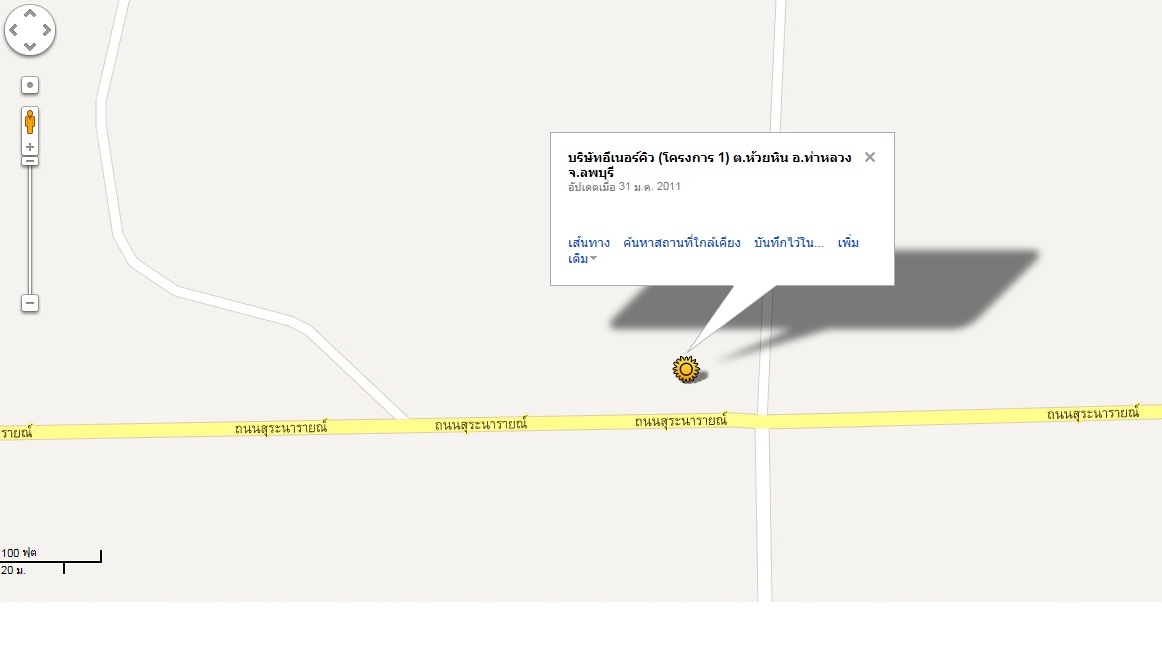 บริษัทอีเนอร์คิว (โครงการ 1) ต.ห้วยหิน อ.ท่าหลวง
จ.ลพบุรี
อัปเดตเมื่อ 31 ม.ค. 2011
เส้นทาง ค้นหาสถานที่ใกล้เคียง บันทึกไว้ใน... เพิ่ม
เติม
รายณ์ ถนนสุระนารายณ์ ถนนสุระนารายณ์ ถนนสุระนารายณ์ ถนนสุระนารายณ์
100 ฟุต
20 ม.